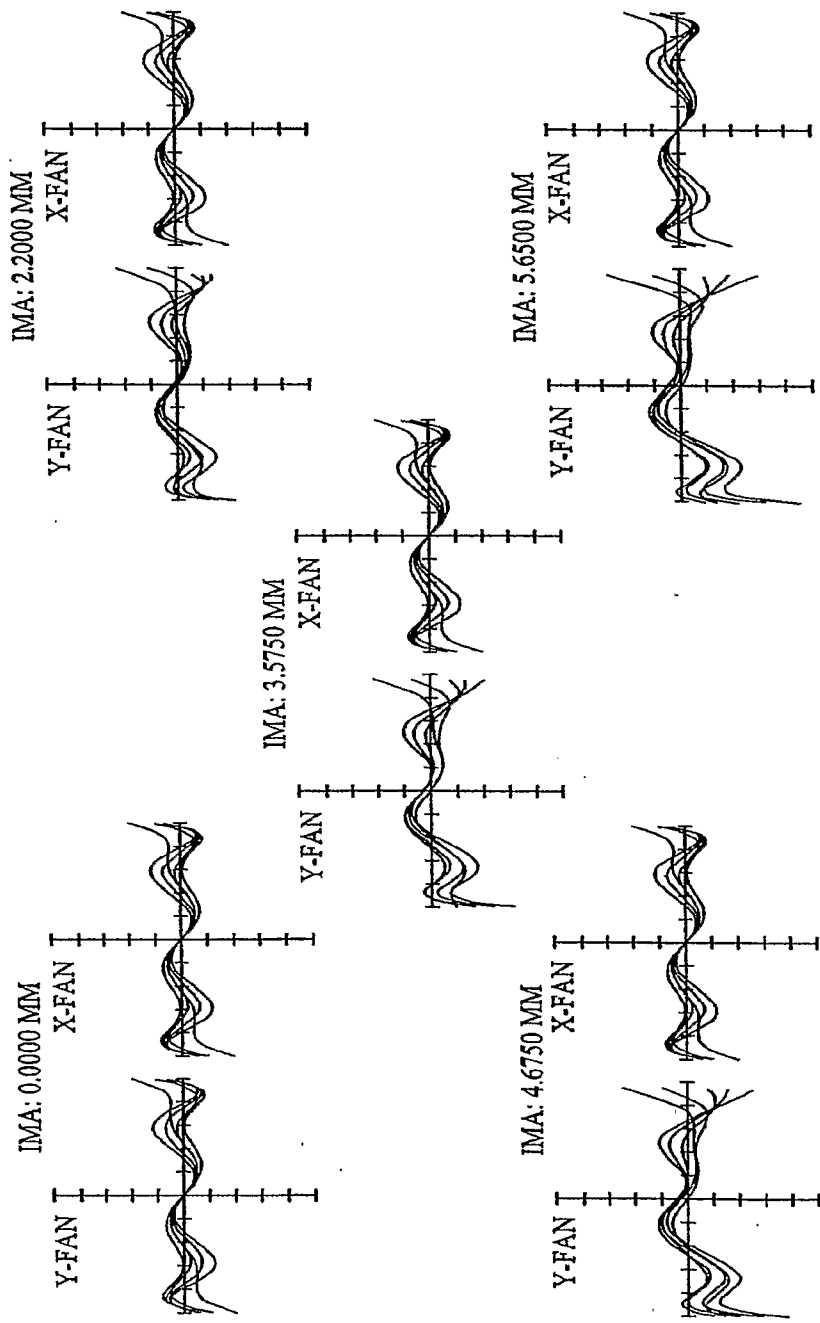 IMA: 0.0000 MM
Y-FAN X-FAN
IMA: 2.2000 MM
Y-FAN X-FAN
IMA: 3.5750 MM
Y-FAN X-FAN
IMA: 4.6750 MM
Y-FAN X-FAN
IMA: 5.6500 MM
Y-FAN X-FAN